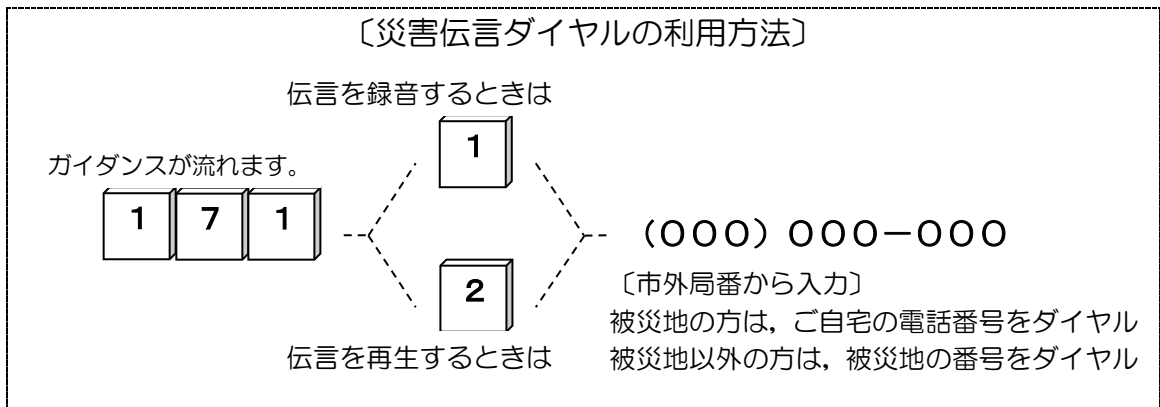 〔災害伝言ダイヤルの利用方法〕
伝言を録音するときは
1
ガイダンスが流れます。
1 7 1
(０００) ０００－０００
2
〔市外局番から入力〕
被災地の方は，ご自宅の電話番号をダイヤル
伝言を再生するときは
被災地以外の方は，被災地の番号をダイヤル